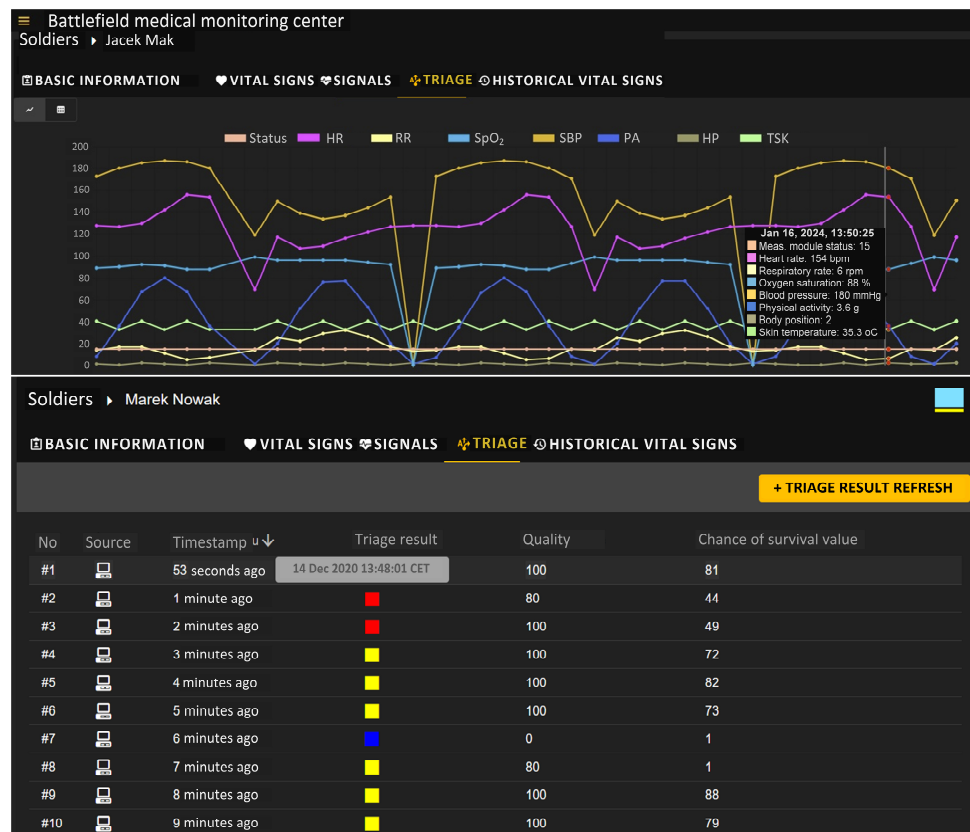 Battlefield medical monitoring center
Soldiers ▸ Jacek Mak
BASIC INFORMATION VITAL SIGNS SIGNALS TRIAGE HISTORICAL VITAL SIGNS
Status HR RR SpO₂ SBP PA HP TSK
200
180
160
140
120
100
80
60
40
20
0
Jan 16, 2024, 13:50:25
Meas. module status: 15
Heart rate: 154 bpm
Respiratory rate: 6 rpm
Oxygen saturation: 88 %
Blood pressure: 180 mmHg
Physical activity: 3.6 g
Body position: 2
Skin temperature: 35.3 oC
Soldiers ▸ Marek Nowak
BASIC INFORMATION VITAL SIGNS SIGNALS TRIAGE HISTORICAL VITAL SIGNS
+ TRIAGE RESULT REFRESH
No Source Timestamp u ↓ Triage result Quality Chance of survival value
#1 53 seconds ago 14 Dec 2020 13:48:01 CET 100 81
#2 1 minute ago 80 44
#3 2 minutes ago 100 49
#4 3 minutes ago 100 72
#5 4 minutes ago 100 82
#6 5 minutes ago 100 73
#7 6 minutes ago 0 1
#8 7 minutes ago 80 1
#9 8 minutes ago 100 88
#10 9 minutes ago 100 79